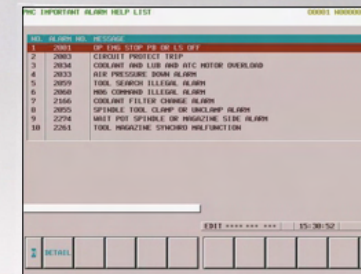 PMC IMPORTANT ALARM HELP LIST 00001 N00000
NO. ALARM NO. MESSAGE
1 2001 OP EMG STOP PB OR LS OFF
2 2003 CIRCUIT PROTECT TRIP
3 2034 COOLANT AND LUB AND ATC MOTOR OVERLOAD
4 2033 AIR PRESSURE DOWN ALARM
5 2059 TOOL SEARCH ILLEGAL ALARM
6 2060 M06 COMMAND ILLEGAL ALARM
7 2166 COOLANT FILTER CHANGE ALARM
8 2055 SPINDLE TOOL CLAMP OR UNCLAMP ALARM
9 2274 WAIT POT SPINDLE OR MAGAZINE SIDE ALARM
10 2261 TOOL MAGAZINE SYNCHRO MALFUNCTION
EDIT **** *** *** 15:30:52
DETAIL